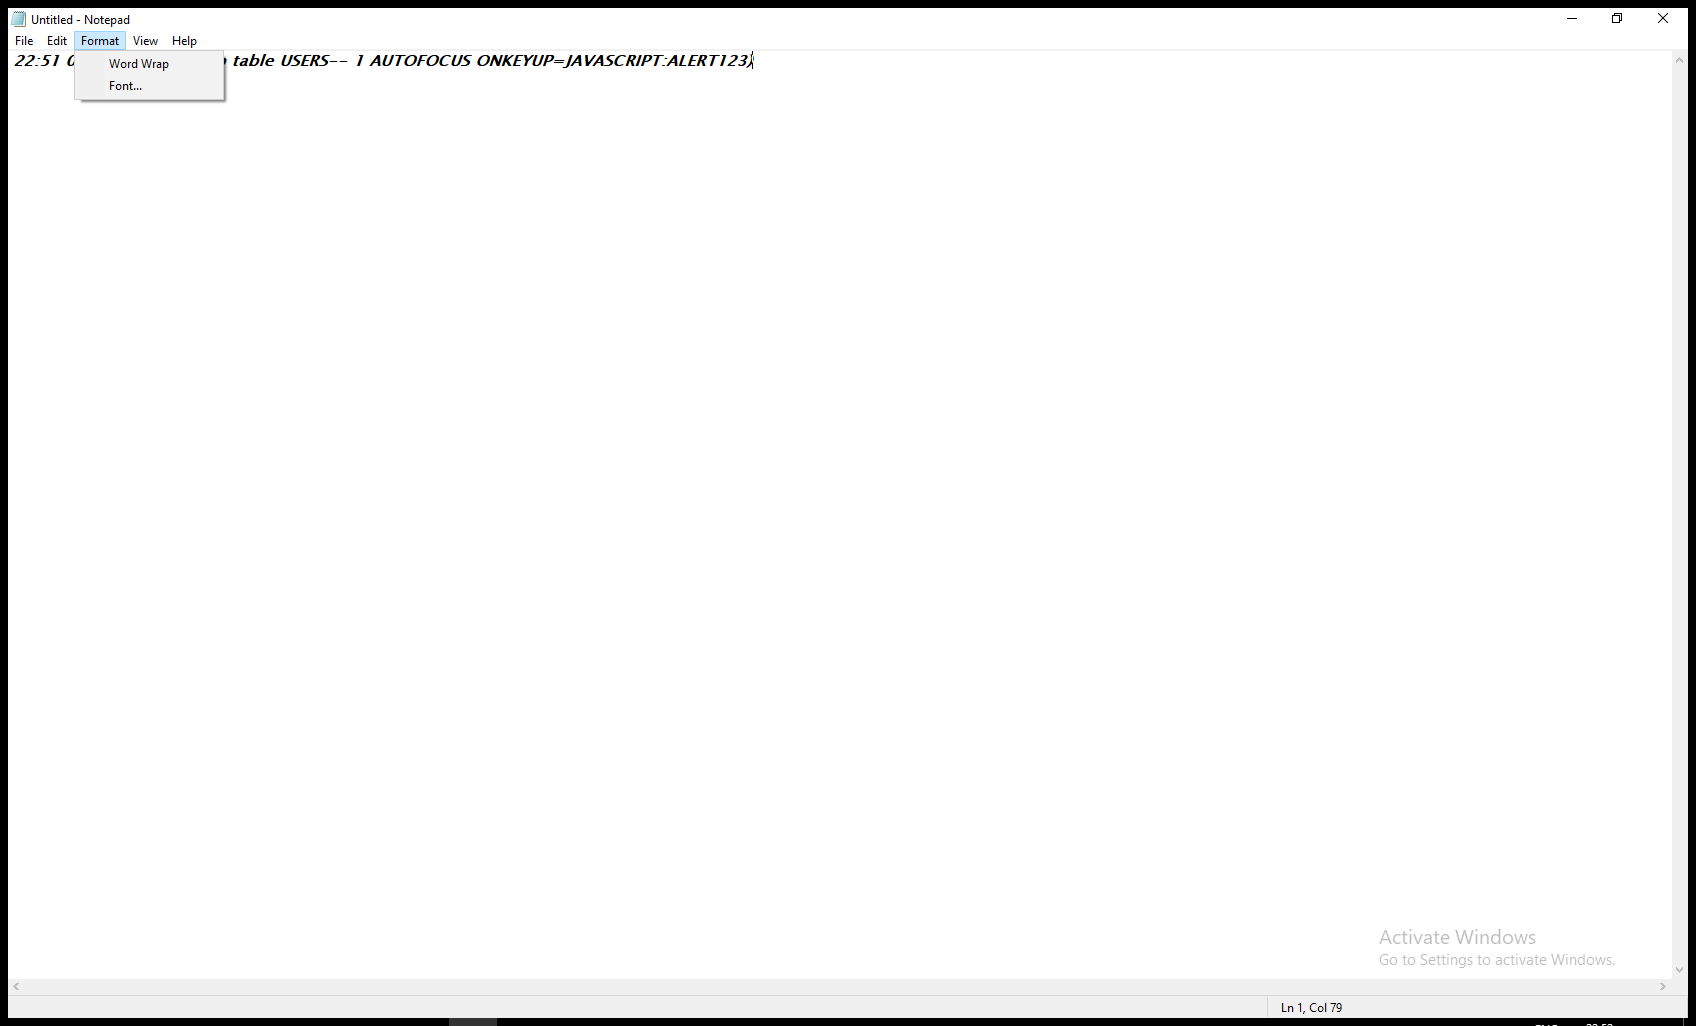 Untitled - Notepad
File Edit Format View Help
22:51 table USERS-- 1 AUTOFOCUS ONKEYUP=JAVASCRIPT:ALERT123)
Word Wrap
Font...
Activate Windows
Go to Settings to activate Windows.
Ln 1, Col 79